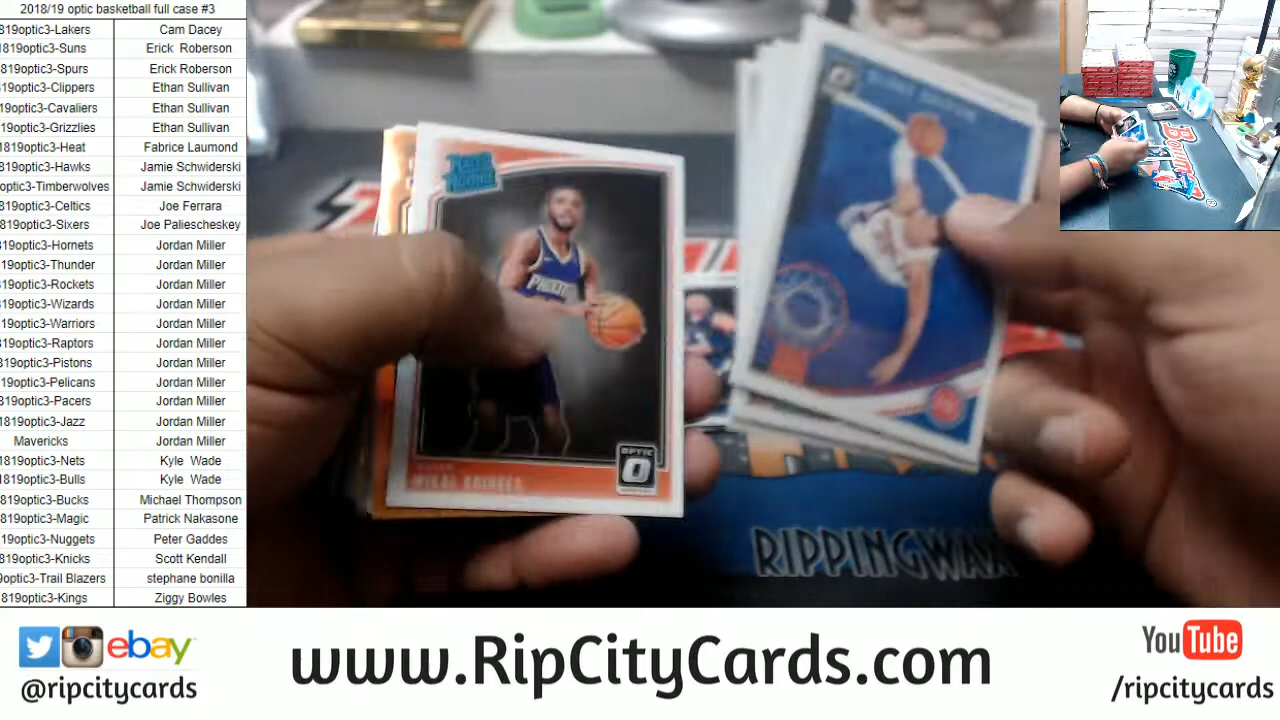 2018/19 optic basketball full case #3
819optic3-Lakers Cam Dacey
1819optic3-Suns Erick Roberson
819optic3-Spurs Erick Roberson
819optic3-Clippers Ethan Sullivan
819optic3-Cavaliers Ethan Sullivan
19optic3-Grizzlies Ethan Sullivan
1819optic3-Heat Fabrice Laumond
819optic3-Hawks Jamie Schwiderski
optic3-Timberwolves Jamie Schwiderski
819optic3-Celtics Joe Ferrara
819optic3-Sixers Joe Paliescheskey
819optic3-Hornets Jordan Miller
19optic3-Thunder Jordan Miller
819optic3-Rockets Jordan Miller
819optic3-Wizards Jordan Miller
819optic3-Warriors Jordan Miller
819optic3-Raptors Jordan Miller
819optic3-Pistons Jordan Miller
819optic3-Pelicans Jordan Miller
819optic3-Pacers Jordan Miller
1819optic3-Jazz Jordan Miller
Mavericks Jordan Miller
1819optic3-Nets Kyle Wade
1819optic3-Bulls Kyle Wade
819optic3-Bucks Michael Thompson
819optic3-Magic Patrick Nakasone
19optic3-Nuggets Peter Gaddes
819optic3-Knicks Scott Kendall
9optic3-Trail Blazers stephane bonilla
819optic3-Kings Ziggy Bowles
RATED ROOKIE
PHOENIX
OPTIC
MIKAL BRIDGES
RIPPINGWAX
Bowman
ebay
@ripcitycards
www.RipCityCards.com
YouTube
/ripcitycards